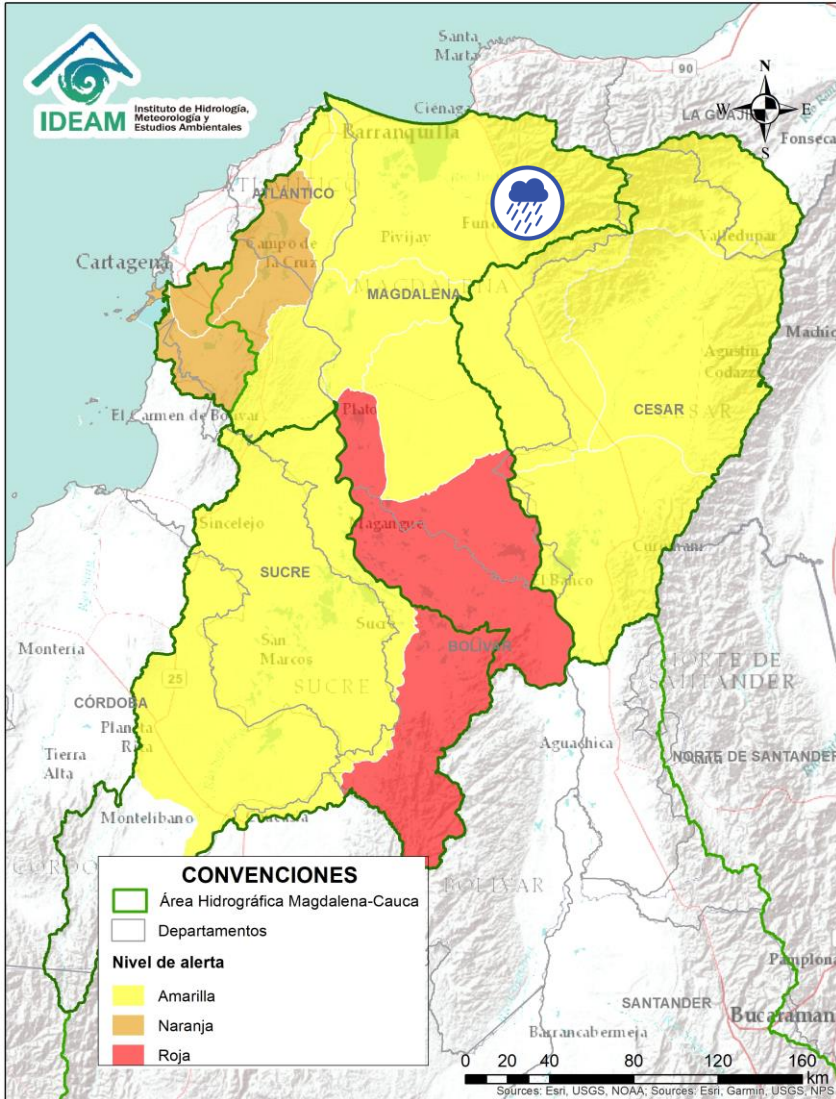 IDEAM
Instituto de Hidrología,
Meteorología y
Estudios Ambientales
Santa
Marta
90
N
W E
S
LA GUAJIRA
Fonseca
Ciénaga
Barranquilla
ATLÁNTICO
Valledupar
Campo de
la Cruz
Pivijay
Cartagena
MAGDALENA
Agustín
Codazzi
El Carmen de Bolívar
Plato
CESAR
Sincelejo
Magangué
Curumaní
SUCRE
El Banco
Sucre
Montería
San
Marcos
BOLÍVAR
SUCRE
NORTE DE
SANTANDER
25
CÓRDOBA
Planeta
Rica
Tierra
Alta
Aguachica
NORTE DE SANTANDER
Montelíbano
CONVENCIONES
Área Hidrográfica Magdalena-Cauca
Departamentos
Nivel de alerta
Amarilla
Naranja
Roja
BOLÍVAR
Pamplona
SANTANDER
Bucaraman
Barrancabermeja
0 20 40 80 120 160
km
Sources: Esri, USGS, NOAA; Sources: Esri, Garmin, USGS, NPS